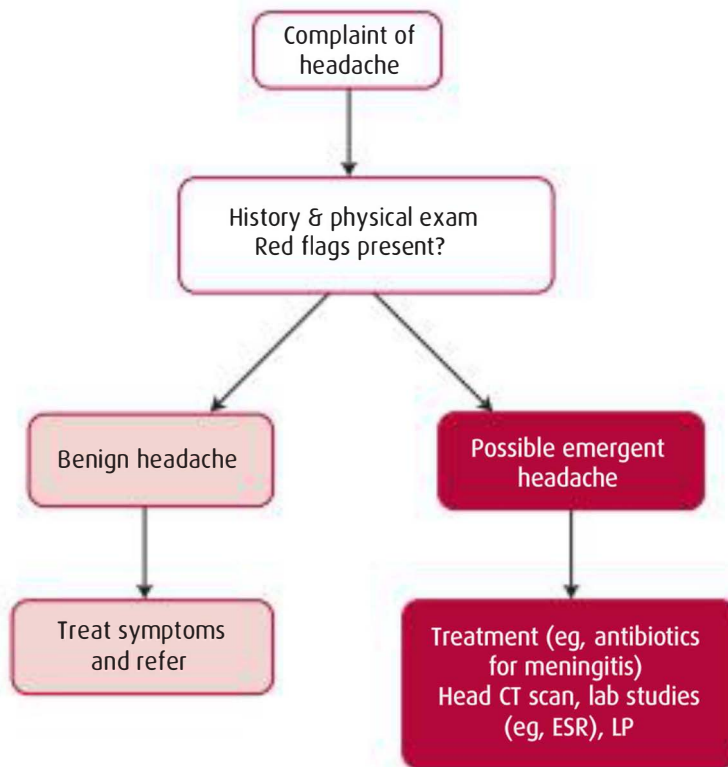 Complaint of
headache
History & physical exam
Red flags present?
Benign headache
Possible emergent
headache
Treat symptoms
and refer
Treatment (eg, antibiotics
for meningitis)
Head CT scan, lab studies
(eg, ESR), LP